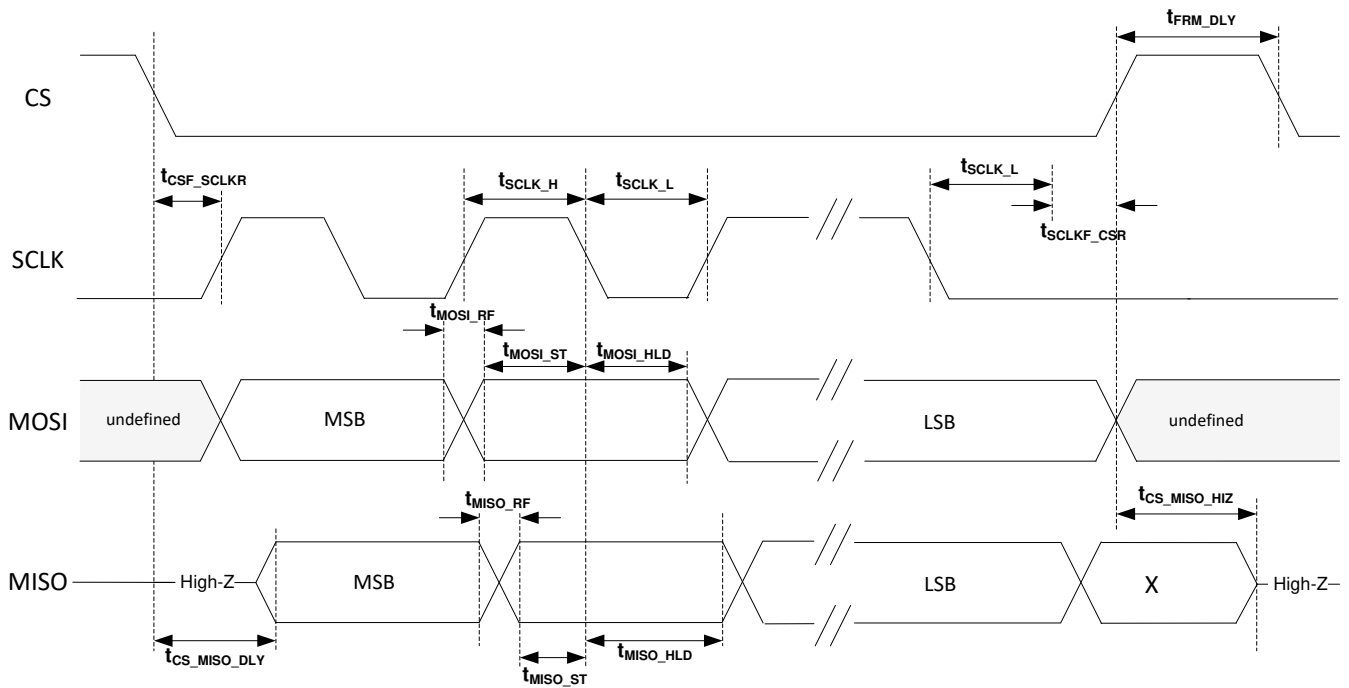 tFRM_DLY
CS
tCSF_SCLKR
tSCLK_H
tSCLK_L
tSCLK_L
tSCLKF_CSR
SCLK
tMOSI_RF
tMOSI_ST
tMOSI_HLD
MOSI
undefined
MSB
LSB
undefined
tMISO_RF
tCS_MISO_HIZ
MISO
High-Z
MSB
LSB
X
High-Z
tCS_MISO_DLY
tMISO_ST
tMISO_HLD